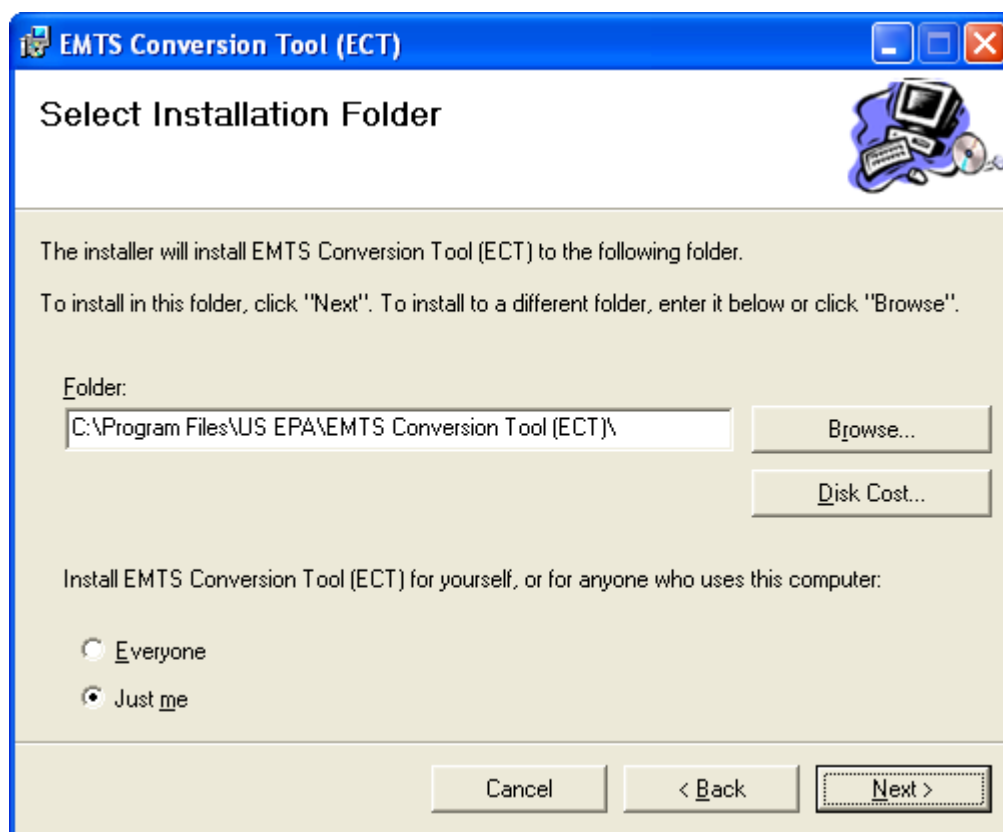 EMTS Conversion Tool (ECT)
Select Installation Folder
The installer will install EMTS Conversion Tool (ECT) to the following folder.
To install in this folder, click "Next". To install to a different folder, enter it below or click "Browse".
Folder:
C:\Program Files\US EPA\EMTS Conversion Tool (ECT)\
Browse...
Disk Cost...
Install EMTS Conversion Tool (ECT) for yourself, or for anyone who uses this computer:
Everyone
Just me
Cancel
< Back
Next >